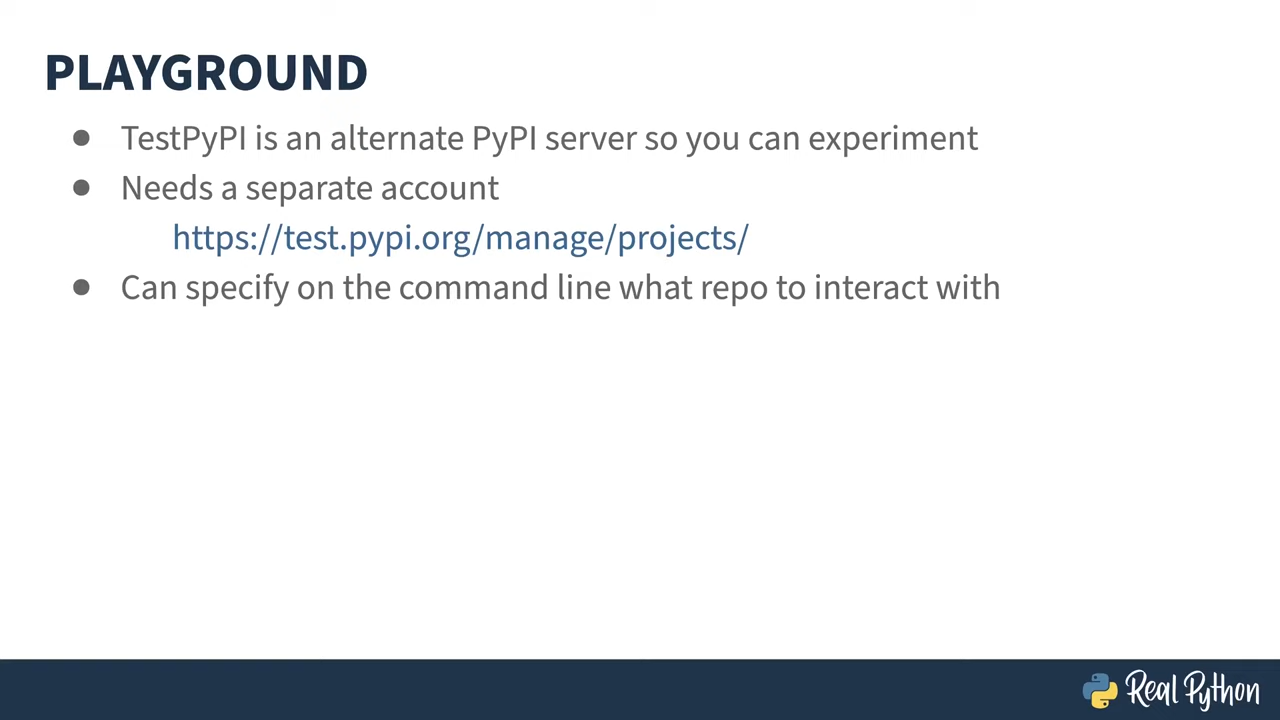 PLAYGROUND
● TestPyPI is an alternate PyPI server so you can experiment
● Needs a separate account
https://test.pypi.org/manage/projects/
● Can specify on the command line what repo to interact with
Real Python